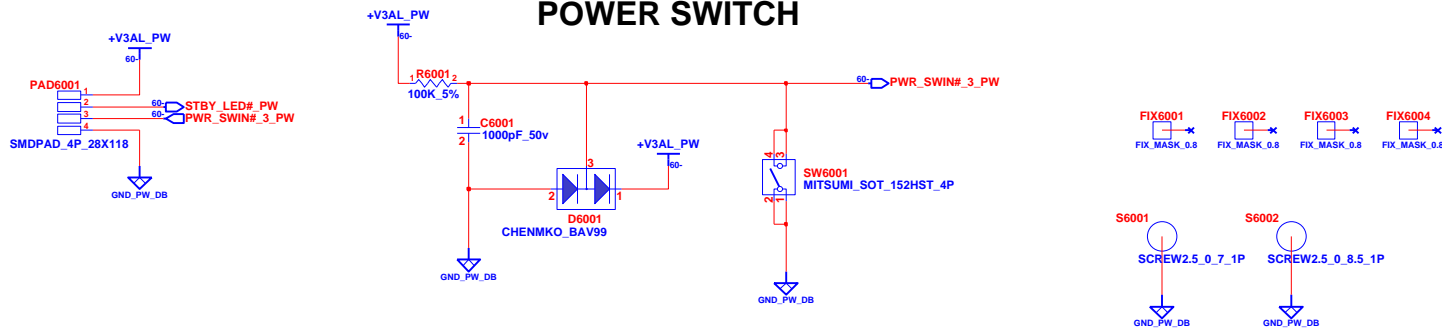 POWER SWITCH
+V3AL_PW
60-
PAD6001
1
2
3
4
60-
STBY_LED#_PW
60-
PWR_SWIN#_3_PW
SMDPAD_4P_28X118
GND_PW_DB
+V3AL_PW
60-
R6001
1
2
100K_5%
60-
PWR_SWIN#_3_PW
1
C6001
1000pF_50v
2
+V3AL_PW
60-
3
2
1
D6001
CHENMKO_BAV99
GND_PW_DB
4
3
SW6001
MITSUMI_SOT_152HST_4P
2
1
GND_PW_DB
FIX6001
FIX_MASK_0.8
FIX6002
FIX_MASK_0.8
FIX6003
FIX_MASK_0.8
FIX6004
FIX_MASK_0.8
S6001
SCREW2.5_0_7_1P
GND_PW_DB
S6002
SCREW2.5_0_8.5_1P
GND_PW_DB